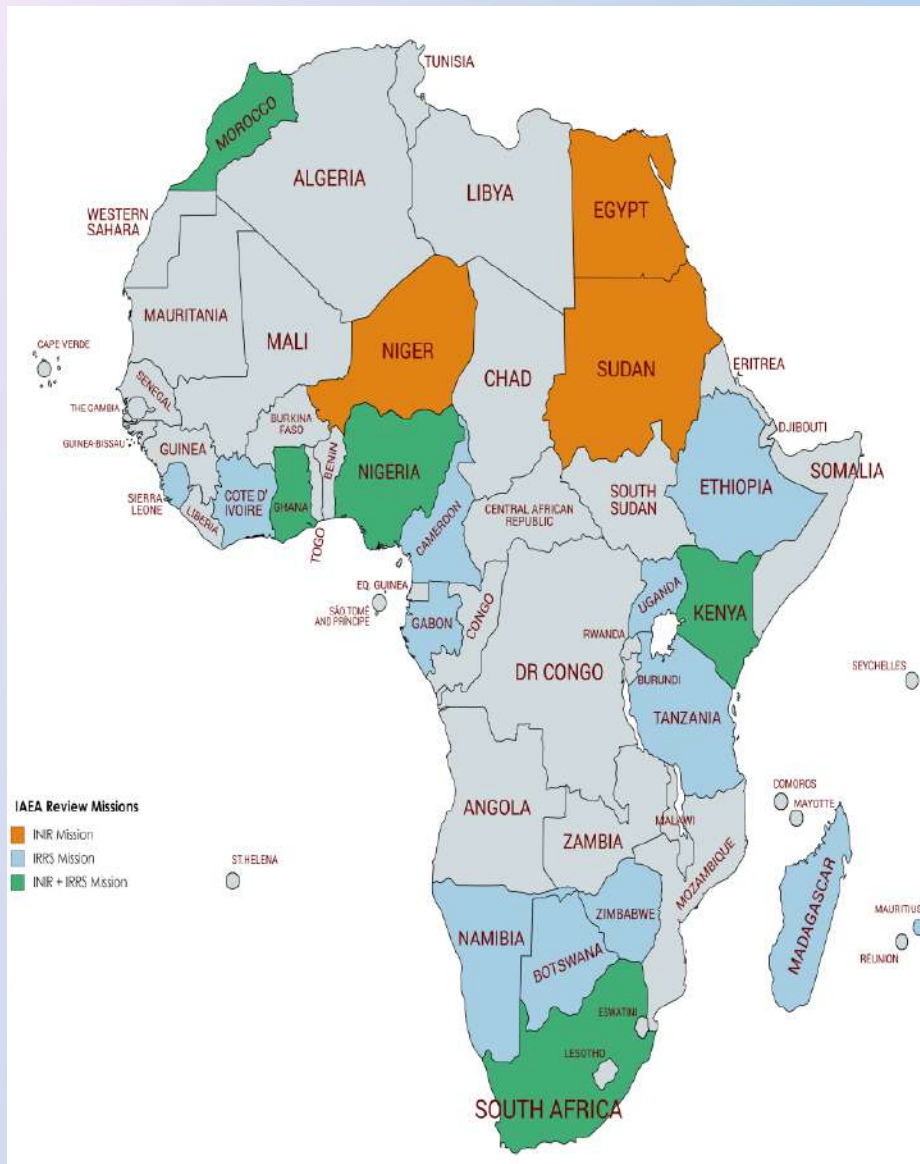 TUNISIA
MOROCCO
ALGERIA
LIBYA
EGYPT
WESTERN
SAHARA
MAURITANIA
MALI
NIGER
CHAD
SUDAN
ERITREA
CAPE VERDE
SENEGAL
THE GAMBIA
GUINEA-BISSAU
GUINEA
BURKINA
FASO
BENIN
NIGERIA
DJIBOUTI
SOMALIA
ETHIOPIA
SOUTH
SUDAN
CENTRAL AFRICAN
REPUBLIC
CAMERDON
SIERRA
LEONE
LIBERIA
COTE D'
IVOIRE
GHANA
TOGO
EQ. GUINEA
SÃO TOMÉ
AND PRÍNCIPE
GABON
CONGO
UGANDA
KENYA
RWANDA
DR CONGO
BURUNDI
TANZANIA
SEYCHELLES
COMOROS
MAYOTTE
ANGOLA
ZAMBIA
MALAWI
MOZAMBIQUE
IAEA Review Missions
INIR Mission
IRRS Mission
INIR + IRRS Mission
ST. HELENA
NAMIBIA
BOTSWANA
ZIMBABWE
MADAGASCAR
MAURITIUS
RÉUNION
ESWATINI
LESOTHO
SOUTH AFRICA